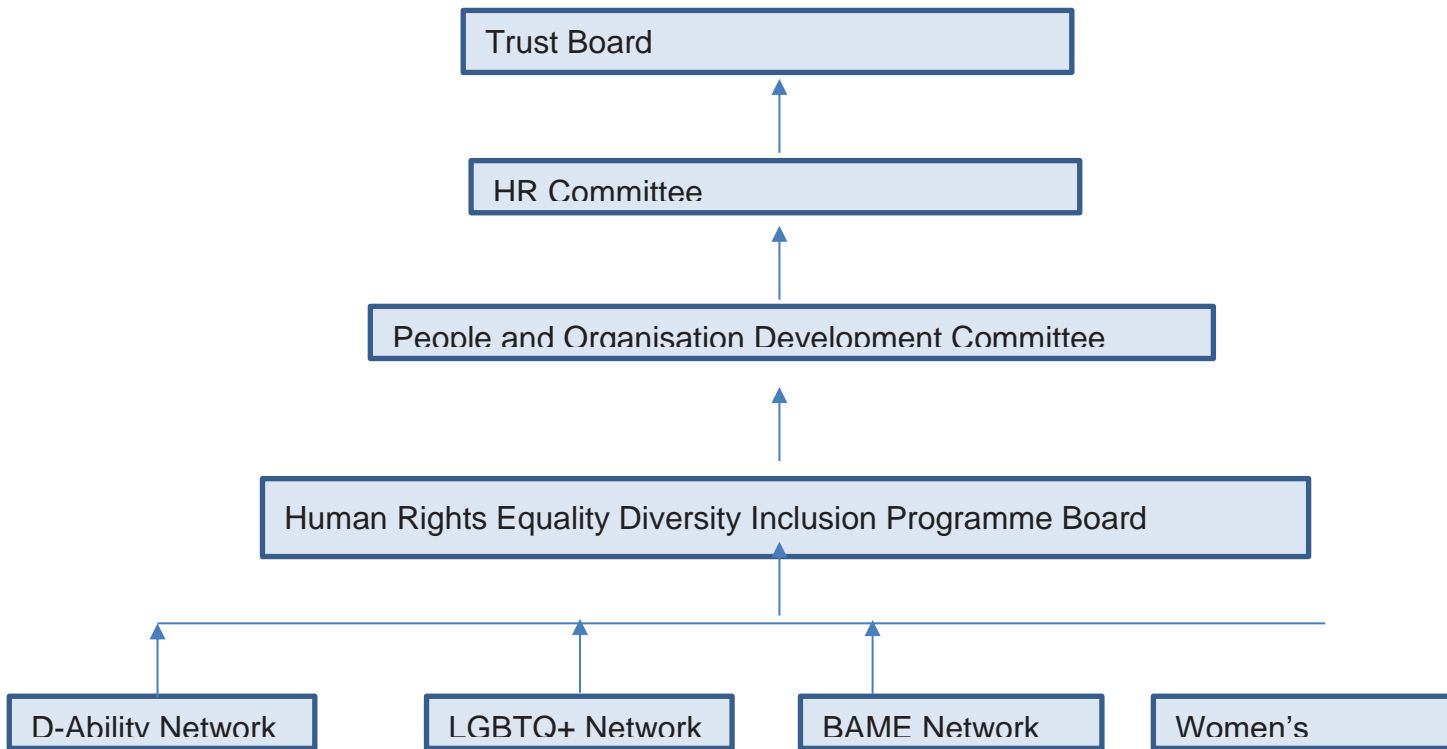 Trust Board
HR Committee
People and Organisation Development Committee
Human Rights Equality Diversity Inclusion Programme Board
D-Ability Network
LGBTQ+ Network
BAME Network
Women's